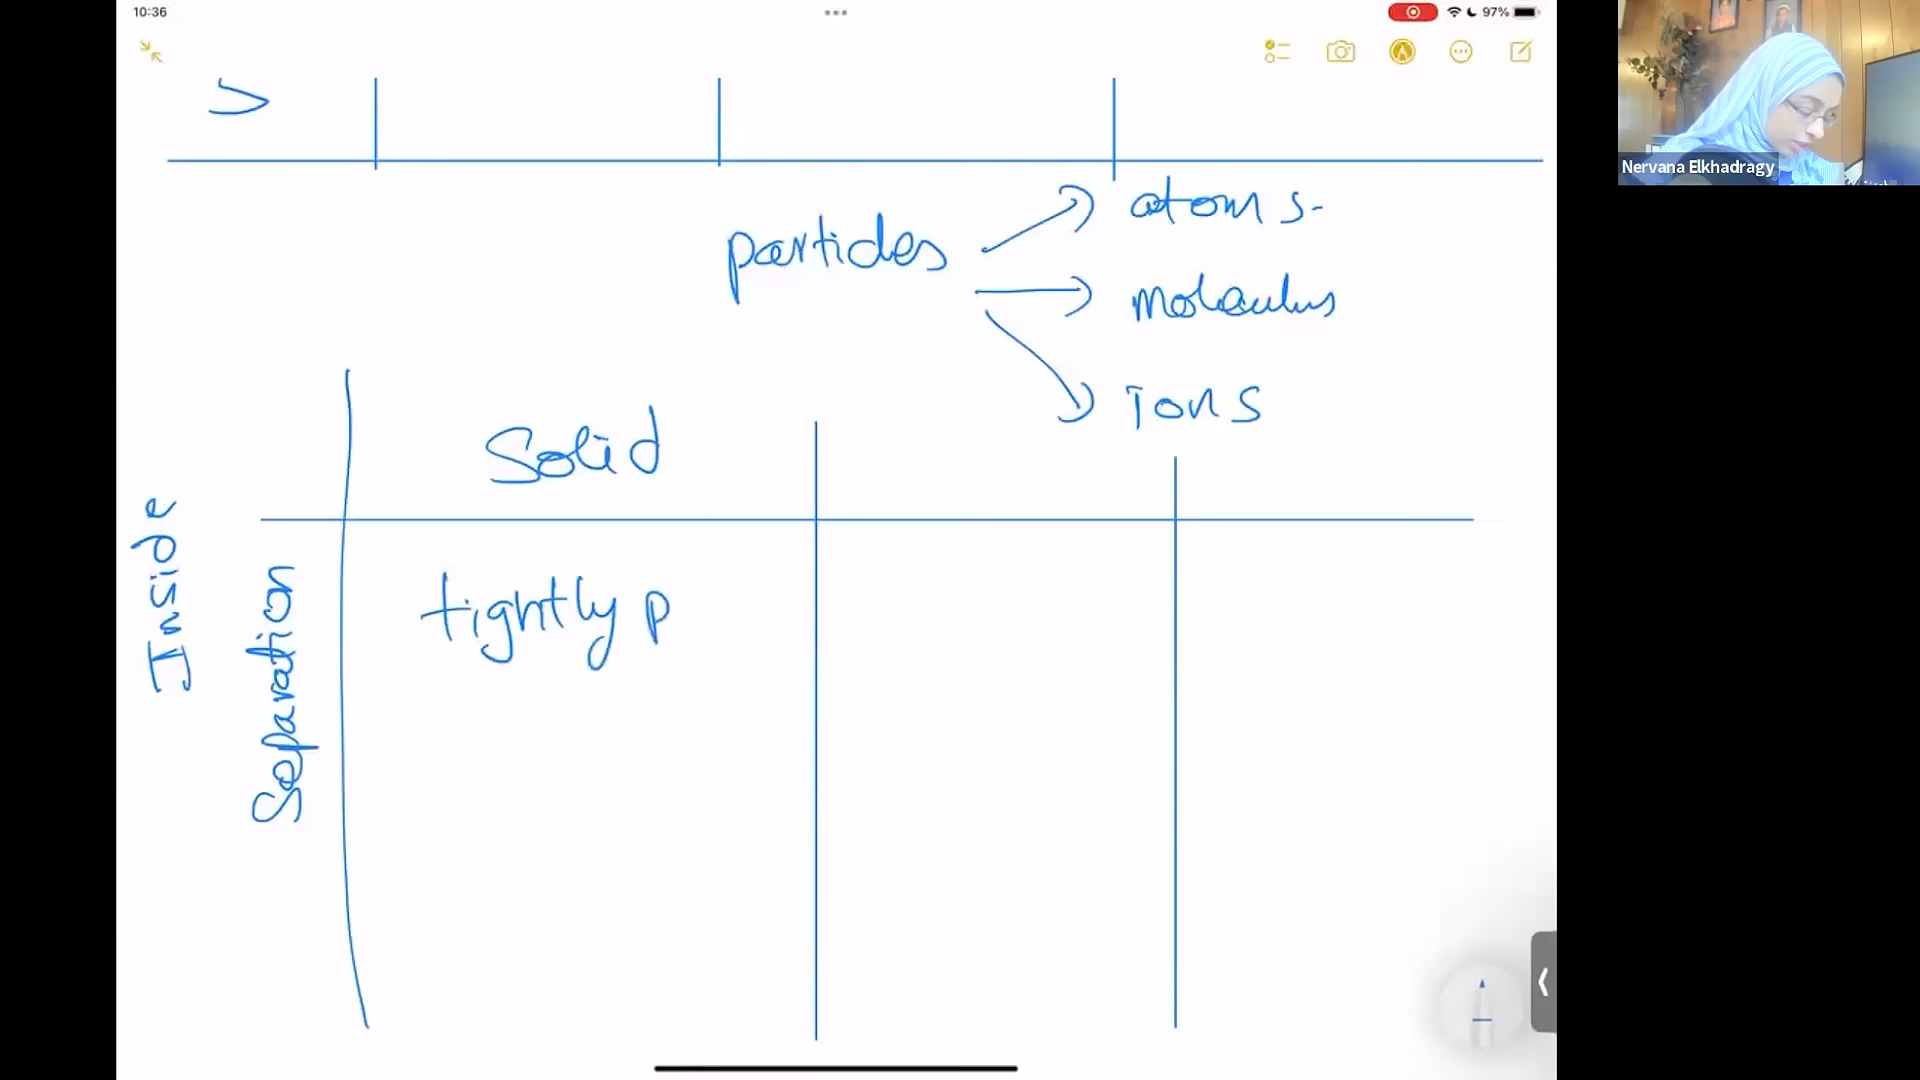 10:36
97%
Nervana Elkhadragy
particles
atoms
molecules
ions
Solid
Inside
Separation
tightly p